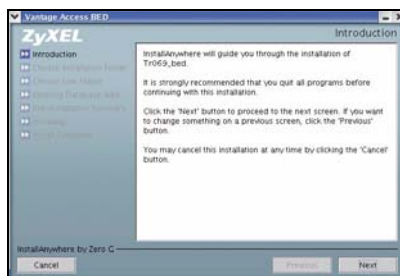 Vantage Access BED
ZyXEL
Introduction
Introduction
InstallAnywhere will guide you through the installation of
Tr069_bed.
It is strongly recommended that you quit all programs before
continuing with this installation.
Click the 'Next' button to proceed to the next screen. If you want
to change something on a previous screen, click the 'Previous'
button.
You may cancel this installation at any time by clicking the 'Cancel'
button.
InstallAnywhere by Zero G
Cancel
Previous
Next